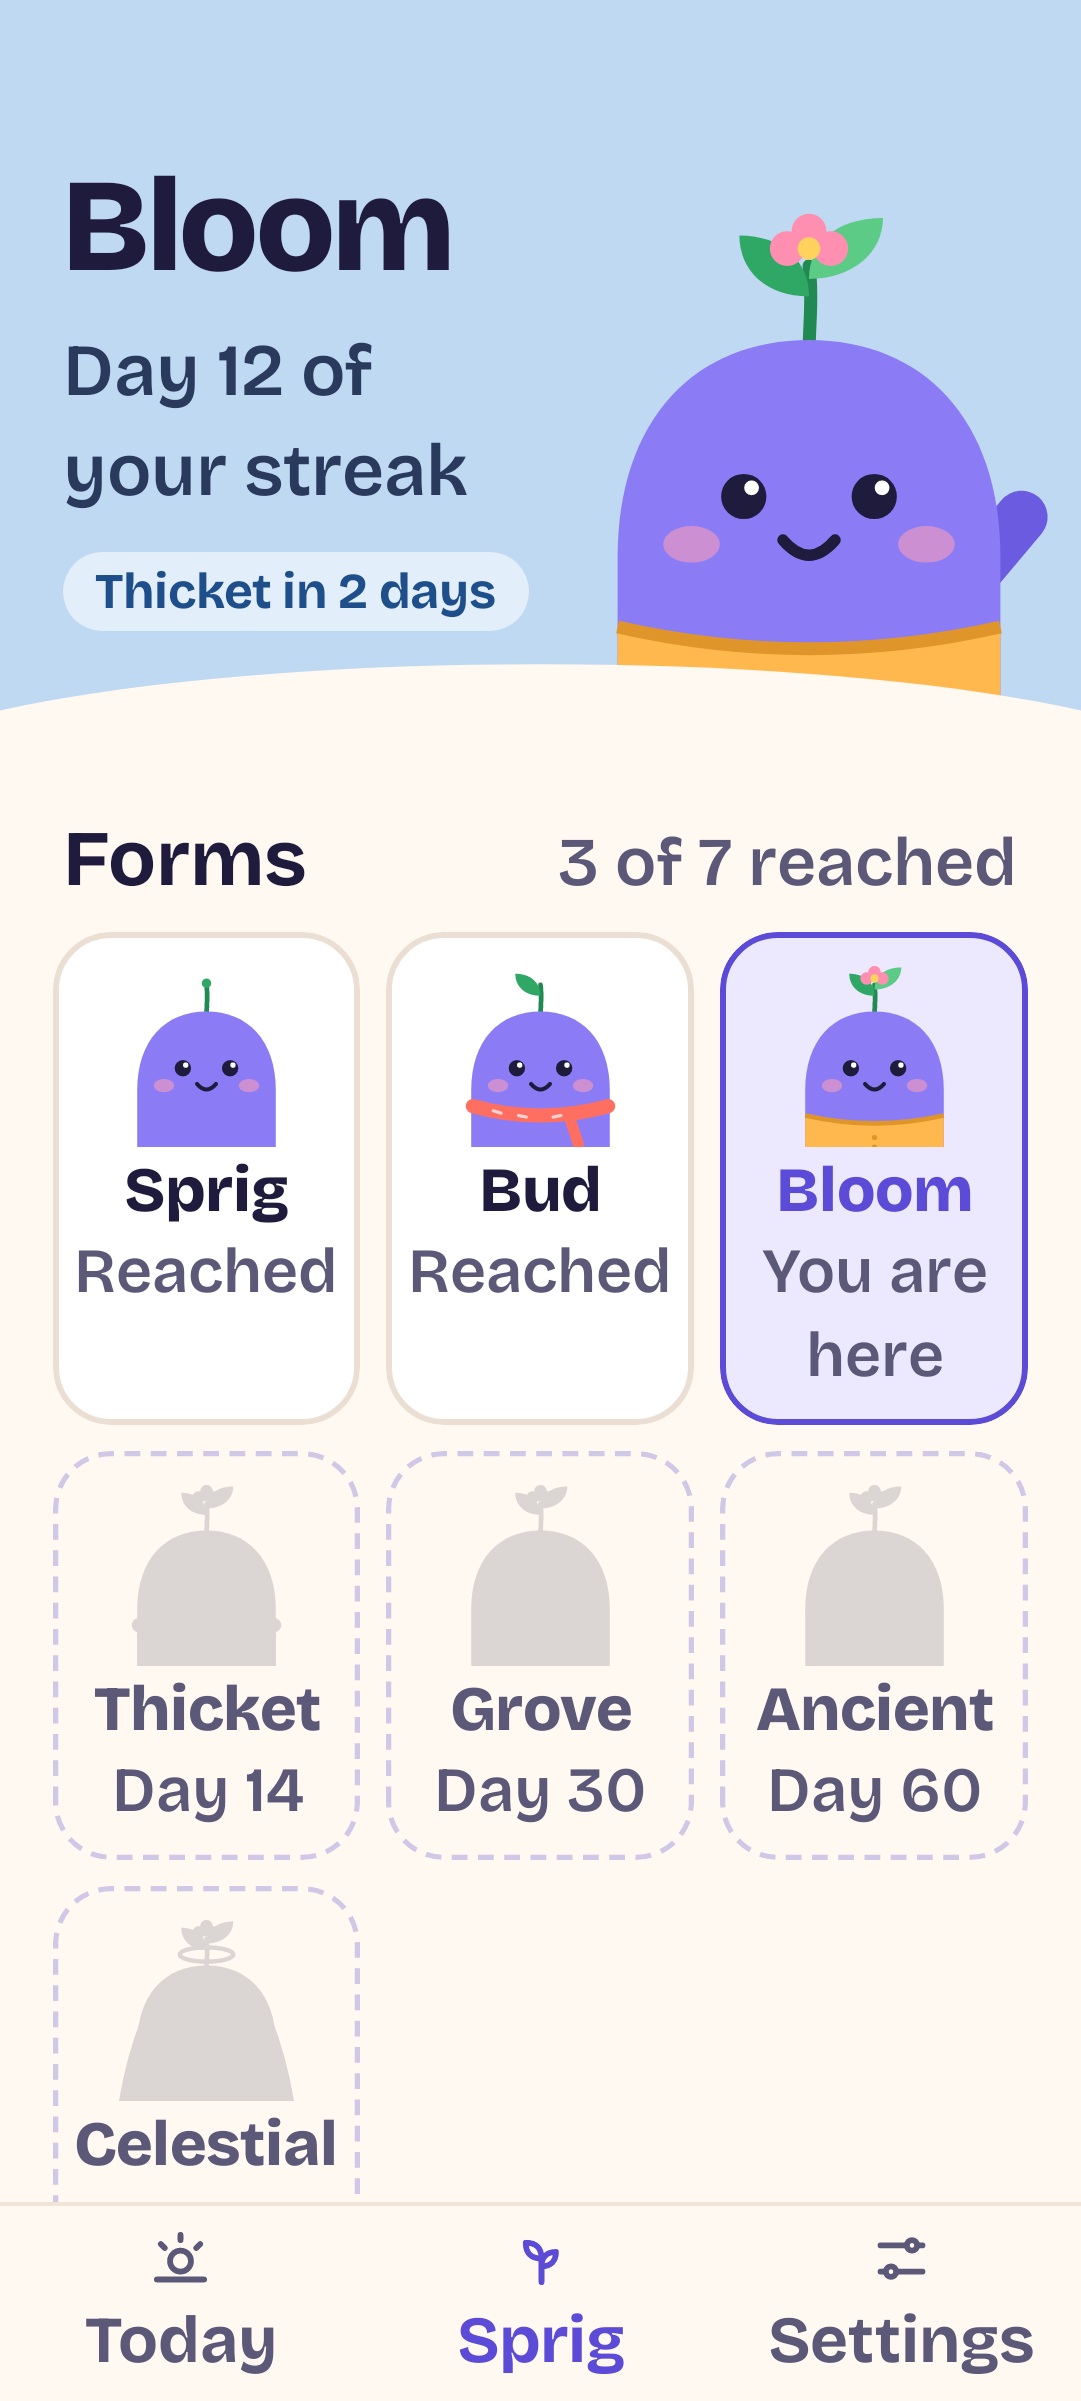 Bloom
Day 12 of
your streak
Thicket in 2 days
Forms
3 of 7 reached
Sprig
Reached
Bud
Reached
Bloom
You are
here
Thicket
Day 14
Grove
Day 30
Ancient
Day 60
Celestial
Today
Sprig
Settings